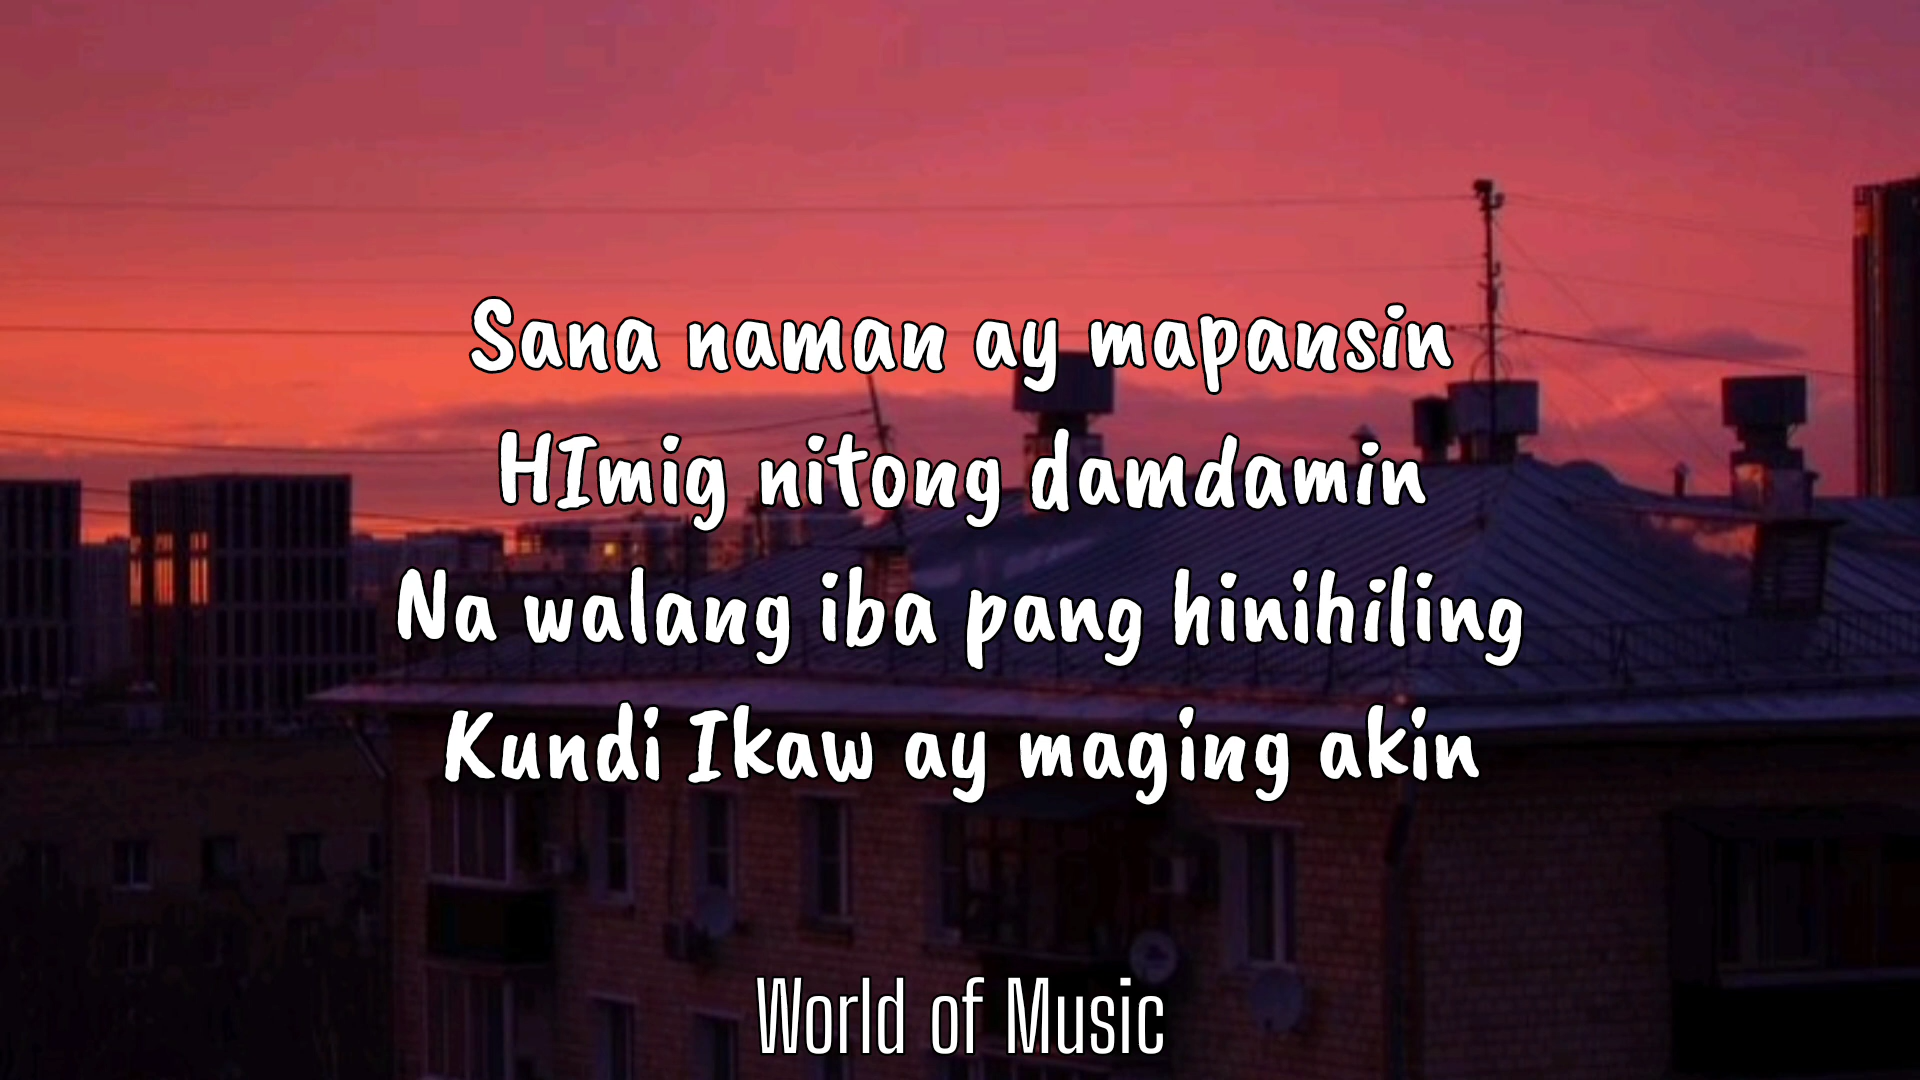 Sana naman ay mapansin
HImig nitong damdamin
Na walang iba pang hinihiling
Kundi Ikaw ay maging akin
World of Music